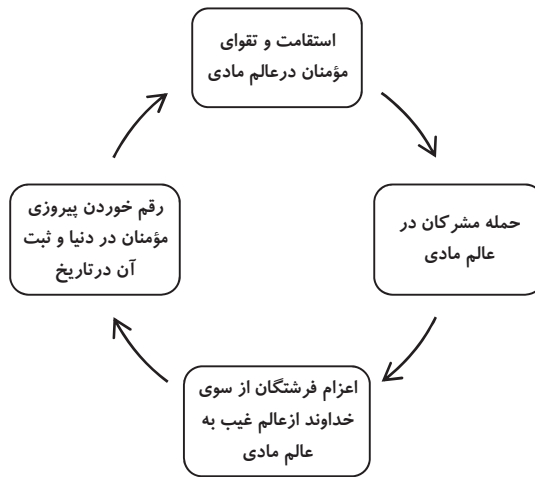 استقامت و تقوای
مؤمنان درعالم مادی
حمله مشرکان در
عالم مادی
اعزام فرشتگان از سوی
خداوند ازعالم غیب به
عالم مادی
رقم خوردن پیروزی
مؤمنان در دنیا و ثبت
آن درتاریخ